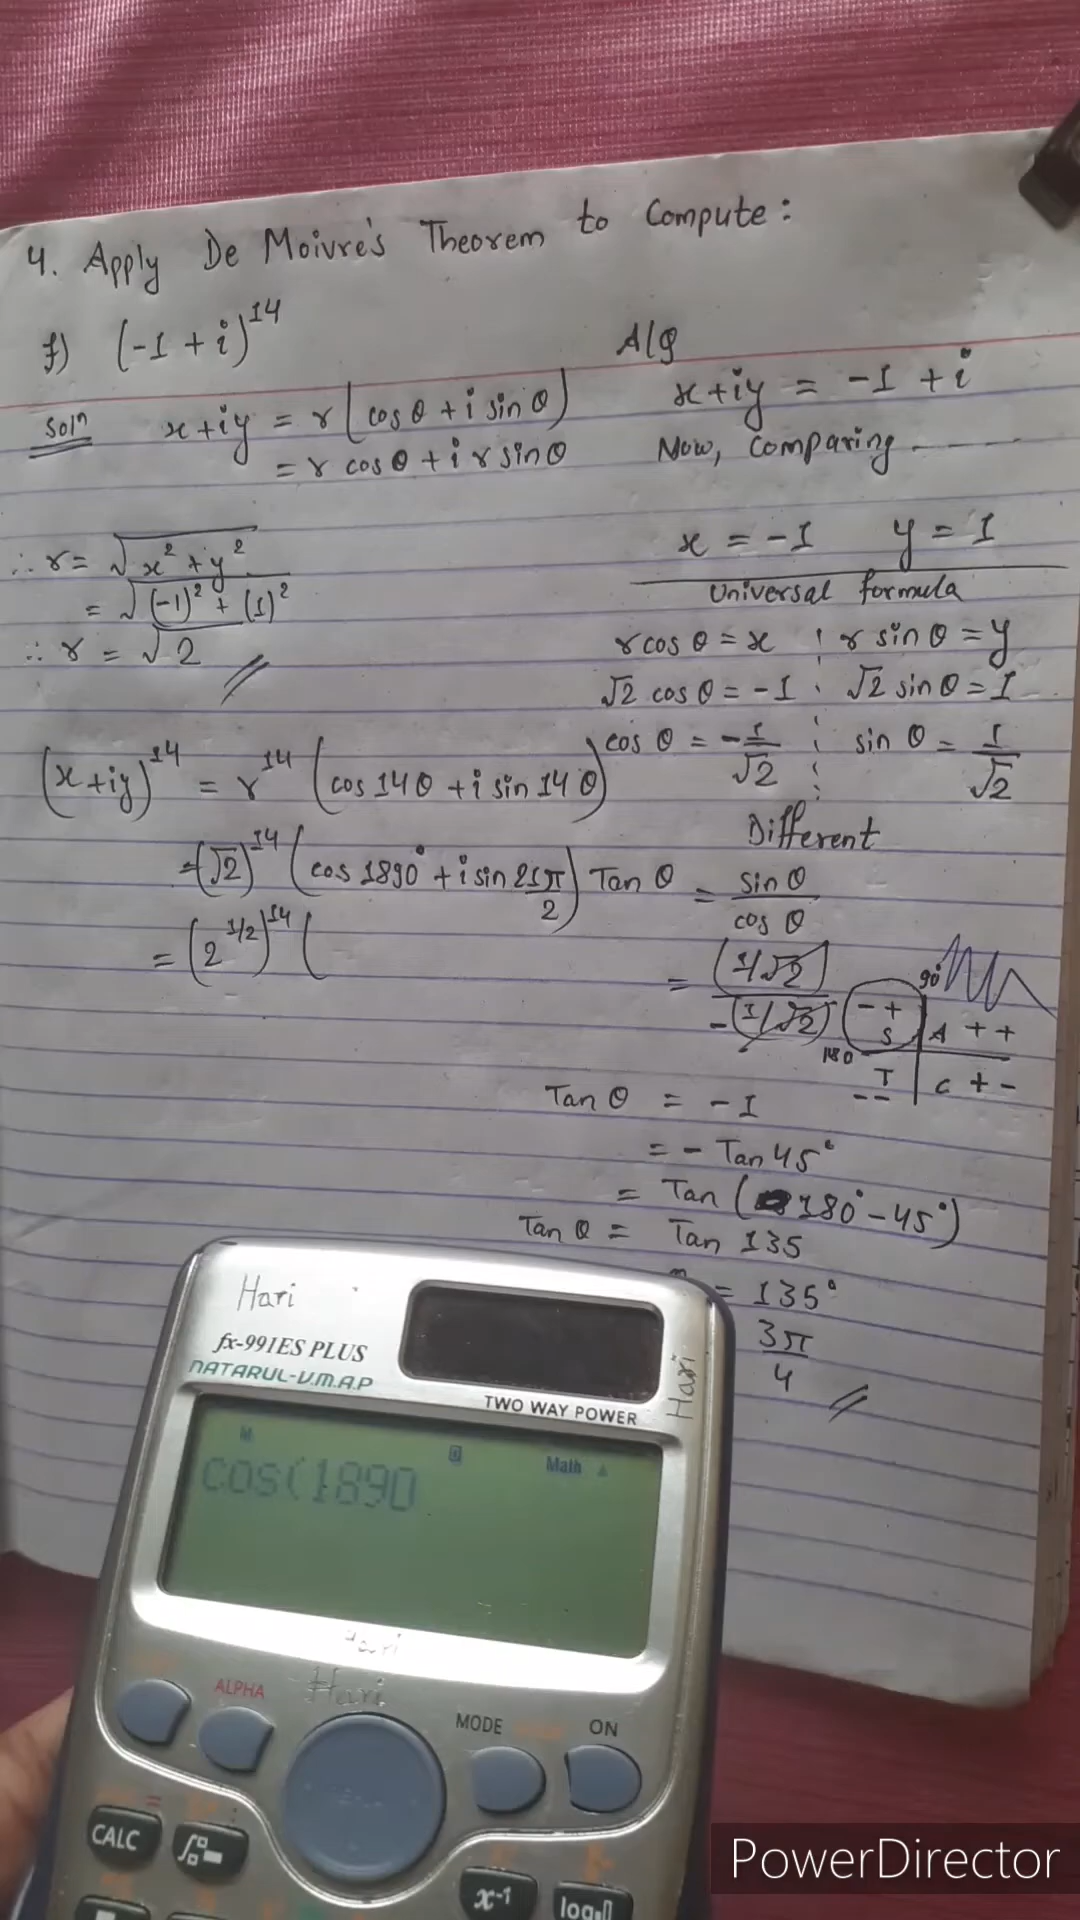 4. Apply De Moivre's Theorem to Compute:
f) (-1 + i)^14
Soln x+iy = r(cos θ + i sin θ)
= r cos θ + i r sin θ
A/Q
x+iy = -1 + i
Now, comparing
x = -1 y = 1
∴ r = √(x² + y²)
= √((-1)² + (1)²)
∴ r = √2
Universal formula
r cos θ = x r sin θ = y
√2 cos θ = -1 √2 sin θ = 1
cos θ = -1/√2 sin θ = 1/√2
(x+iy)^14 = r^14 (cos 14θ + i sin 14θ)
= (√2)^14 (cos 1890° + i sin 21π/2)
= (2^1/2)^14 (
Different
Tan θ = sin θ / cos θ
= (1/√2) / -(1/√2)
90°
- + S A + +
180 T -- C + -
Tan θ = -1
= - Tan 45°
= Tan (180° - 45°)
Tan θ = Tan 135
= 135°
3π/4
Hari
fx-991ES PLUS
NATARUL-V.M.A.P
TWO WAY POWER
Hari
M D Math ▲
cos(1890
Hari
Hari
ALPHA
MODE
ON
CALC
x⁻¹
PowerDirector